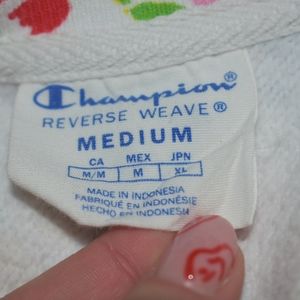 Champion®
REVERSE WEAVE®
MEDIUM
CA MEX JPN
M/M M XL
MADE IN INDONESIA
FABRIQUÉ EN INDONÉSIE
HECHO EN INDONESIA